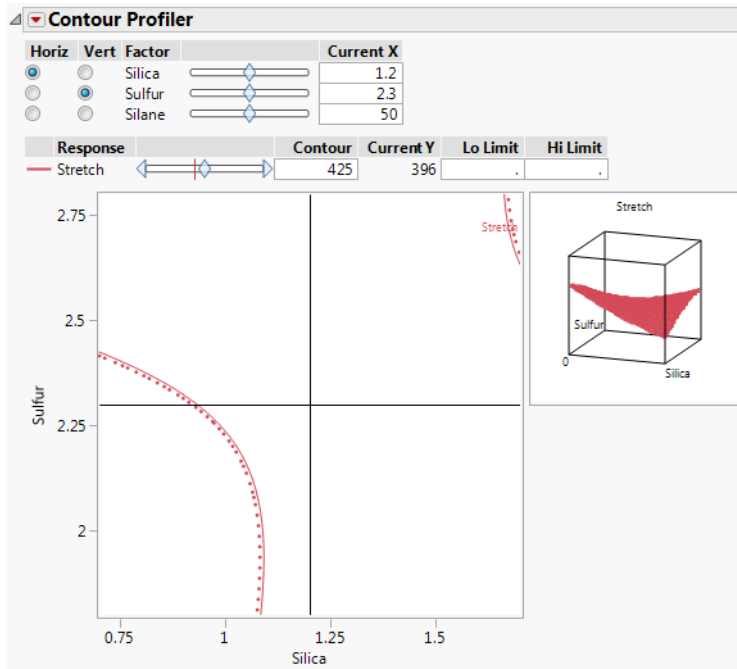 Contour Profiler
Horiz Vert Factor Current X
Silica 1.2
Sulfur 2.3
Silane 50
Response Contour Current Y Lo Limit Hi Limit
Stretch 425 396 . .
2.75
2.5
2.25
2
Sulfur
0.75 1 1.25 1.5
Silica
Stretch
Stretch
Sulfur
0
Silica